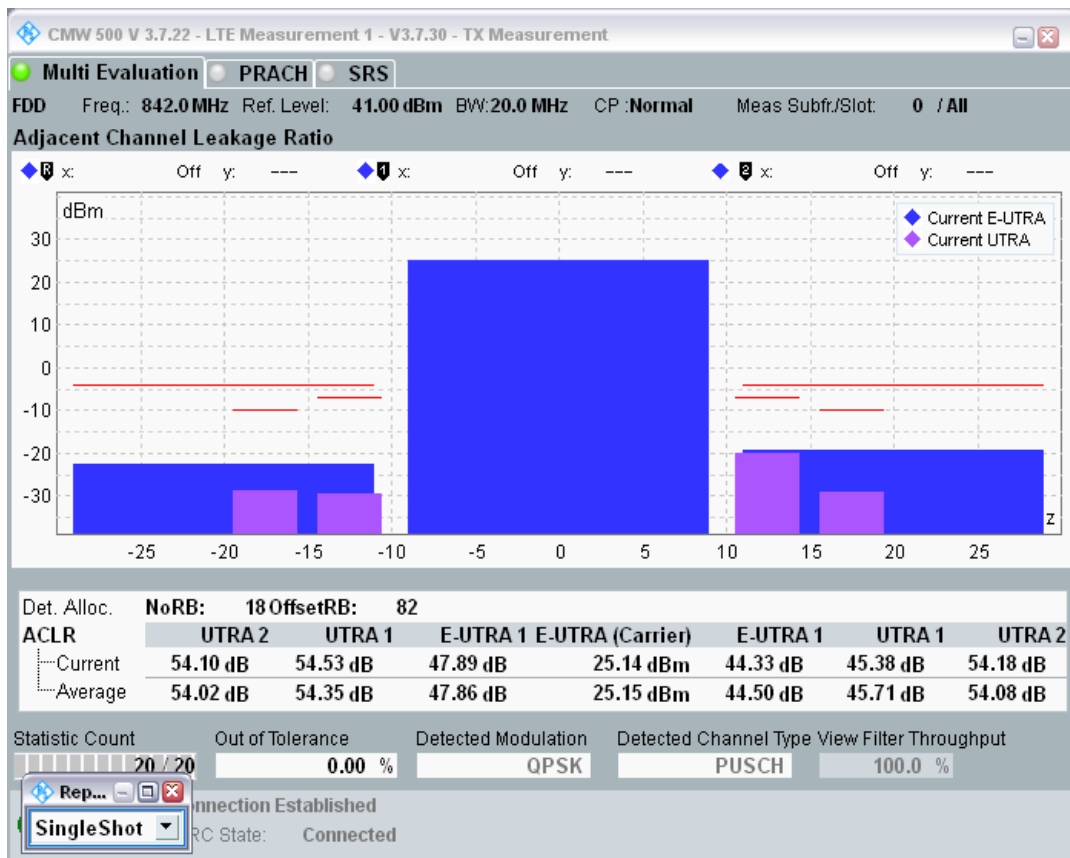 CMW 500 V 3.7.22 - LTE Measurement 1 - V3.7.30 - TX Measurement
Multi Evaluation PRACH SRS
FDD Freq.: 842.0 MHz Ref. Level: 41.00 dBm BW: 20.0 MHz CP : Normal Meas Subfr./Slot: 0 / All
Adjacent Channel Leakage Ratio
R x: Off y: --- 1 x: Off y: --- 2 x: Off y: ---
dBm
Current E-UTRA
Current UTRA
30
20
10
0
-10
-20
-30
z
-25 -20 -15 -10 -5 0 5 10 15 20 25
Det. Alloc. NoRB: 18 OffsetRB: 82
ACLR UTRA 2 UTRA 1 E-UTRA 1 E-UTRA (Carrier) E-UTRA 1 UTRA 1 UTRA 2
Current 54.10 dB 54.53 dB 47.89 dB 25.14 dBm 44.33 dB 45.38 dB 54.18 dB
Average 54.02 dB 54.35 dB 47.86 dB 25.15 dBm 44.50 dB 45.71 dB 54.08 dB
Statistic Count Out of Tolerance Detected Modulation Detected Channel Type View Filter Throughput
20 / 20 0.00 % QPSK PUSCH 100.0 %
Rep...
nnection Established
SingleShot
RC State: Connected